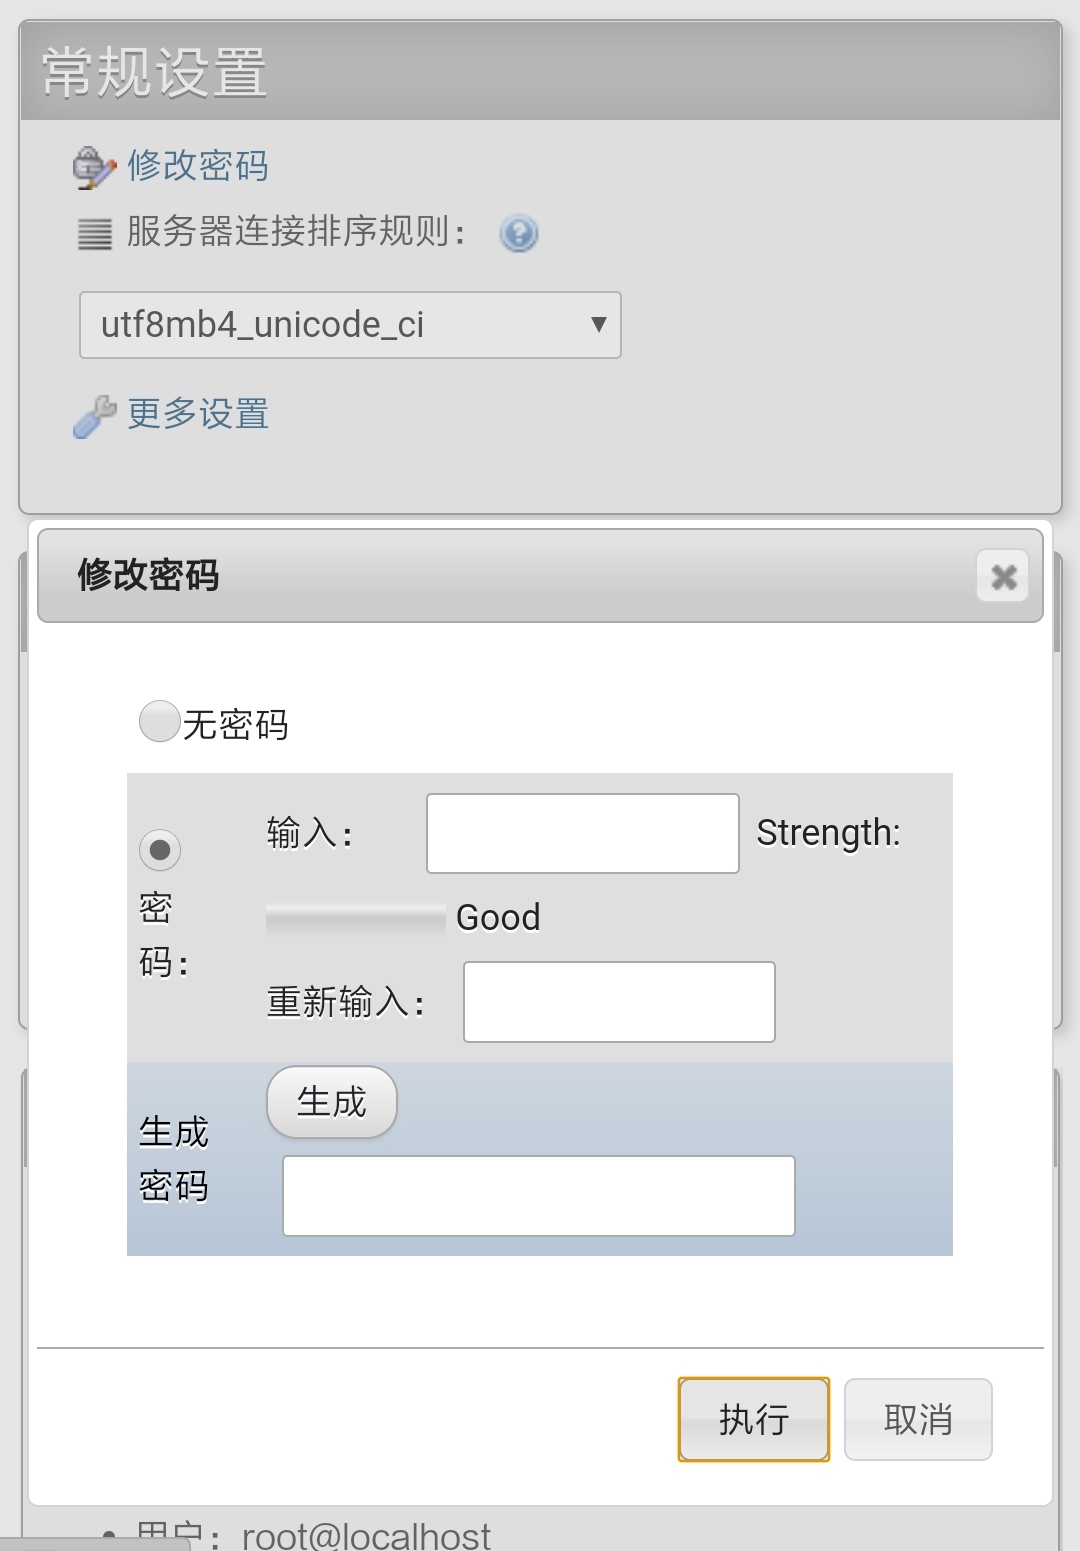 常规设置
修改密码
服务器连接排序规则：
utf8mb4_unicode_ci
更多设置
修改密码
无密码
密码：
输入： Strength:
Good
重新输入：
生成密码
生成
执行 取消
用户： root@localhost